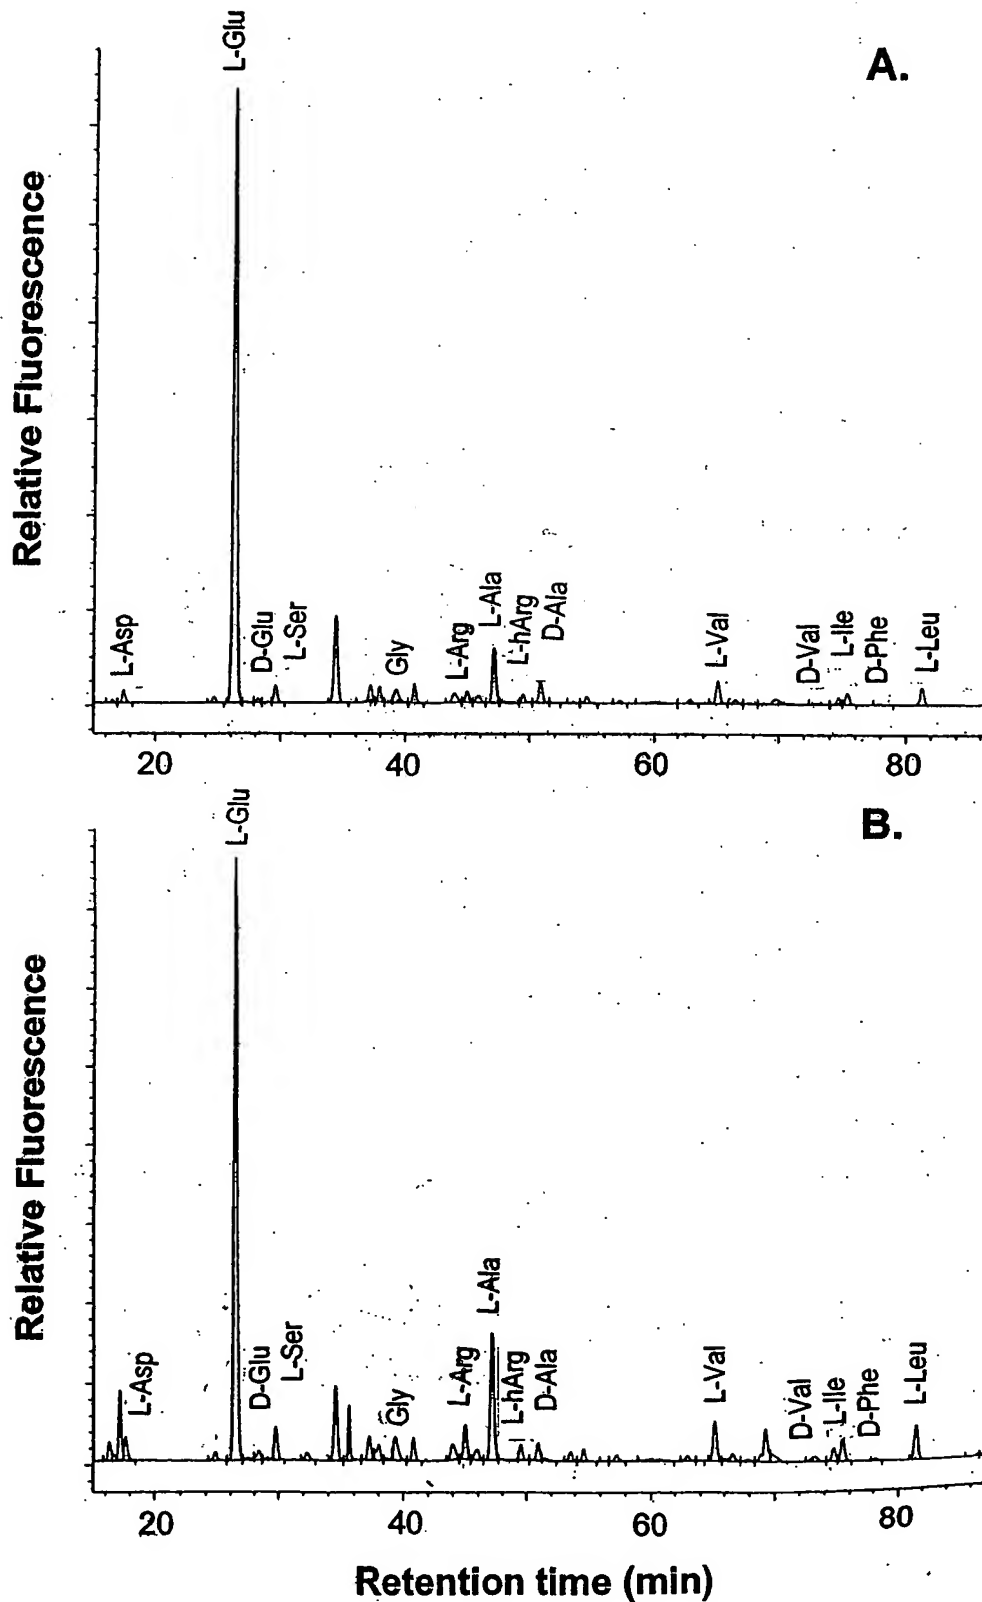 A.
Relative Fluorescence
L-Asp
L-Glu
D-Glu
L-Ser
Gly
L-Arg
L-Ala
L-hArg
D-Ala
L-Val
D-Val
L-Ile
D-Phe
L-Leu
20 40 60 80
B.
Relative Fluorescence
L-Asp
L-Glu
D-Glu
L-Ser
Gly
L-Arg
L-Ala
L-hArg
D-Ala
L-Val
D-Val
L-Ile
D-Phe
L-Leu
20 40 60 80
Retention time (min)